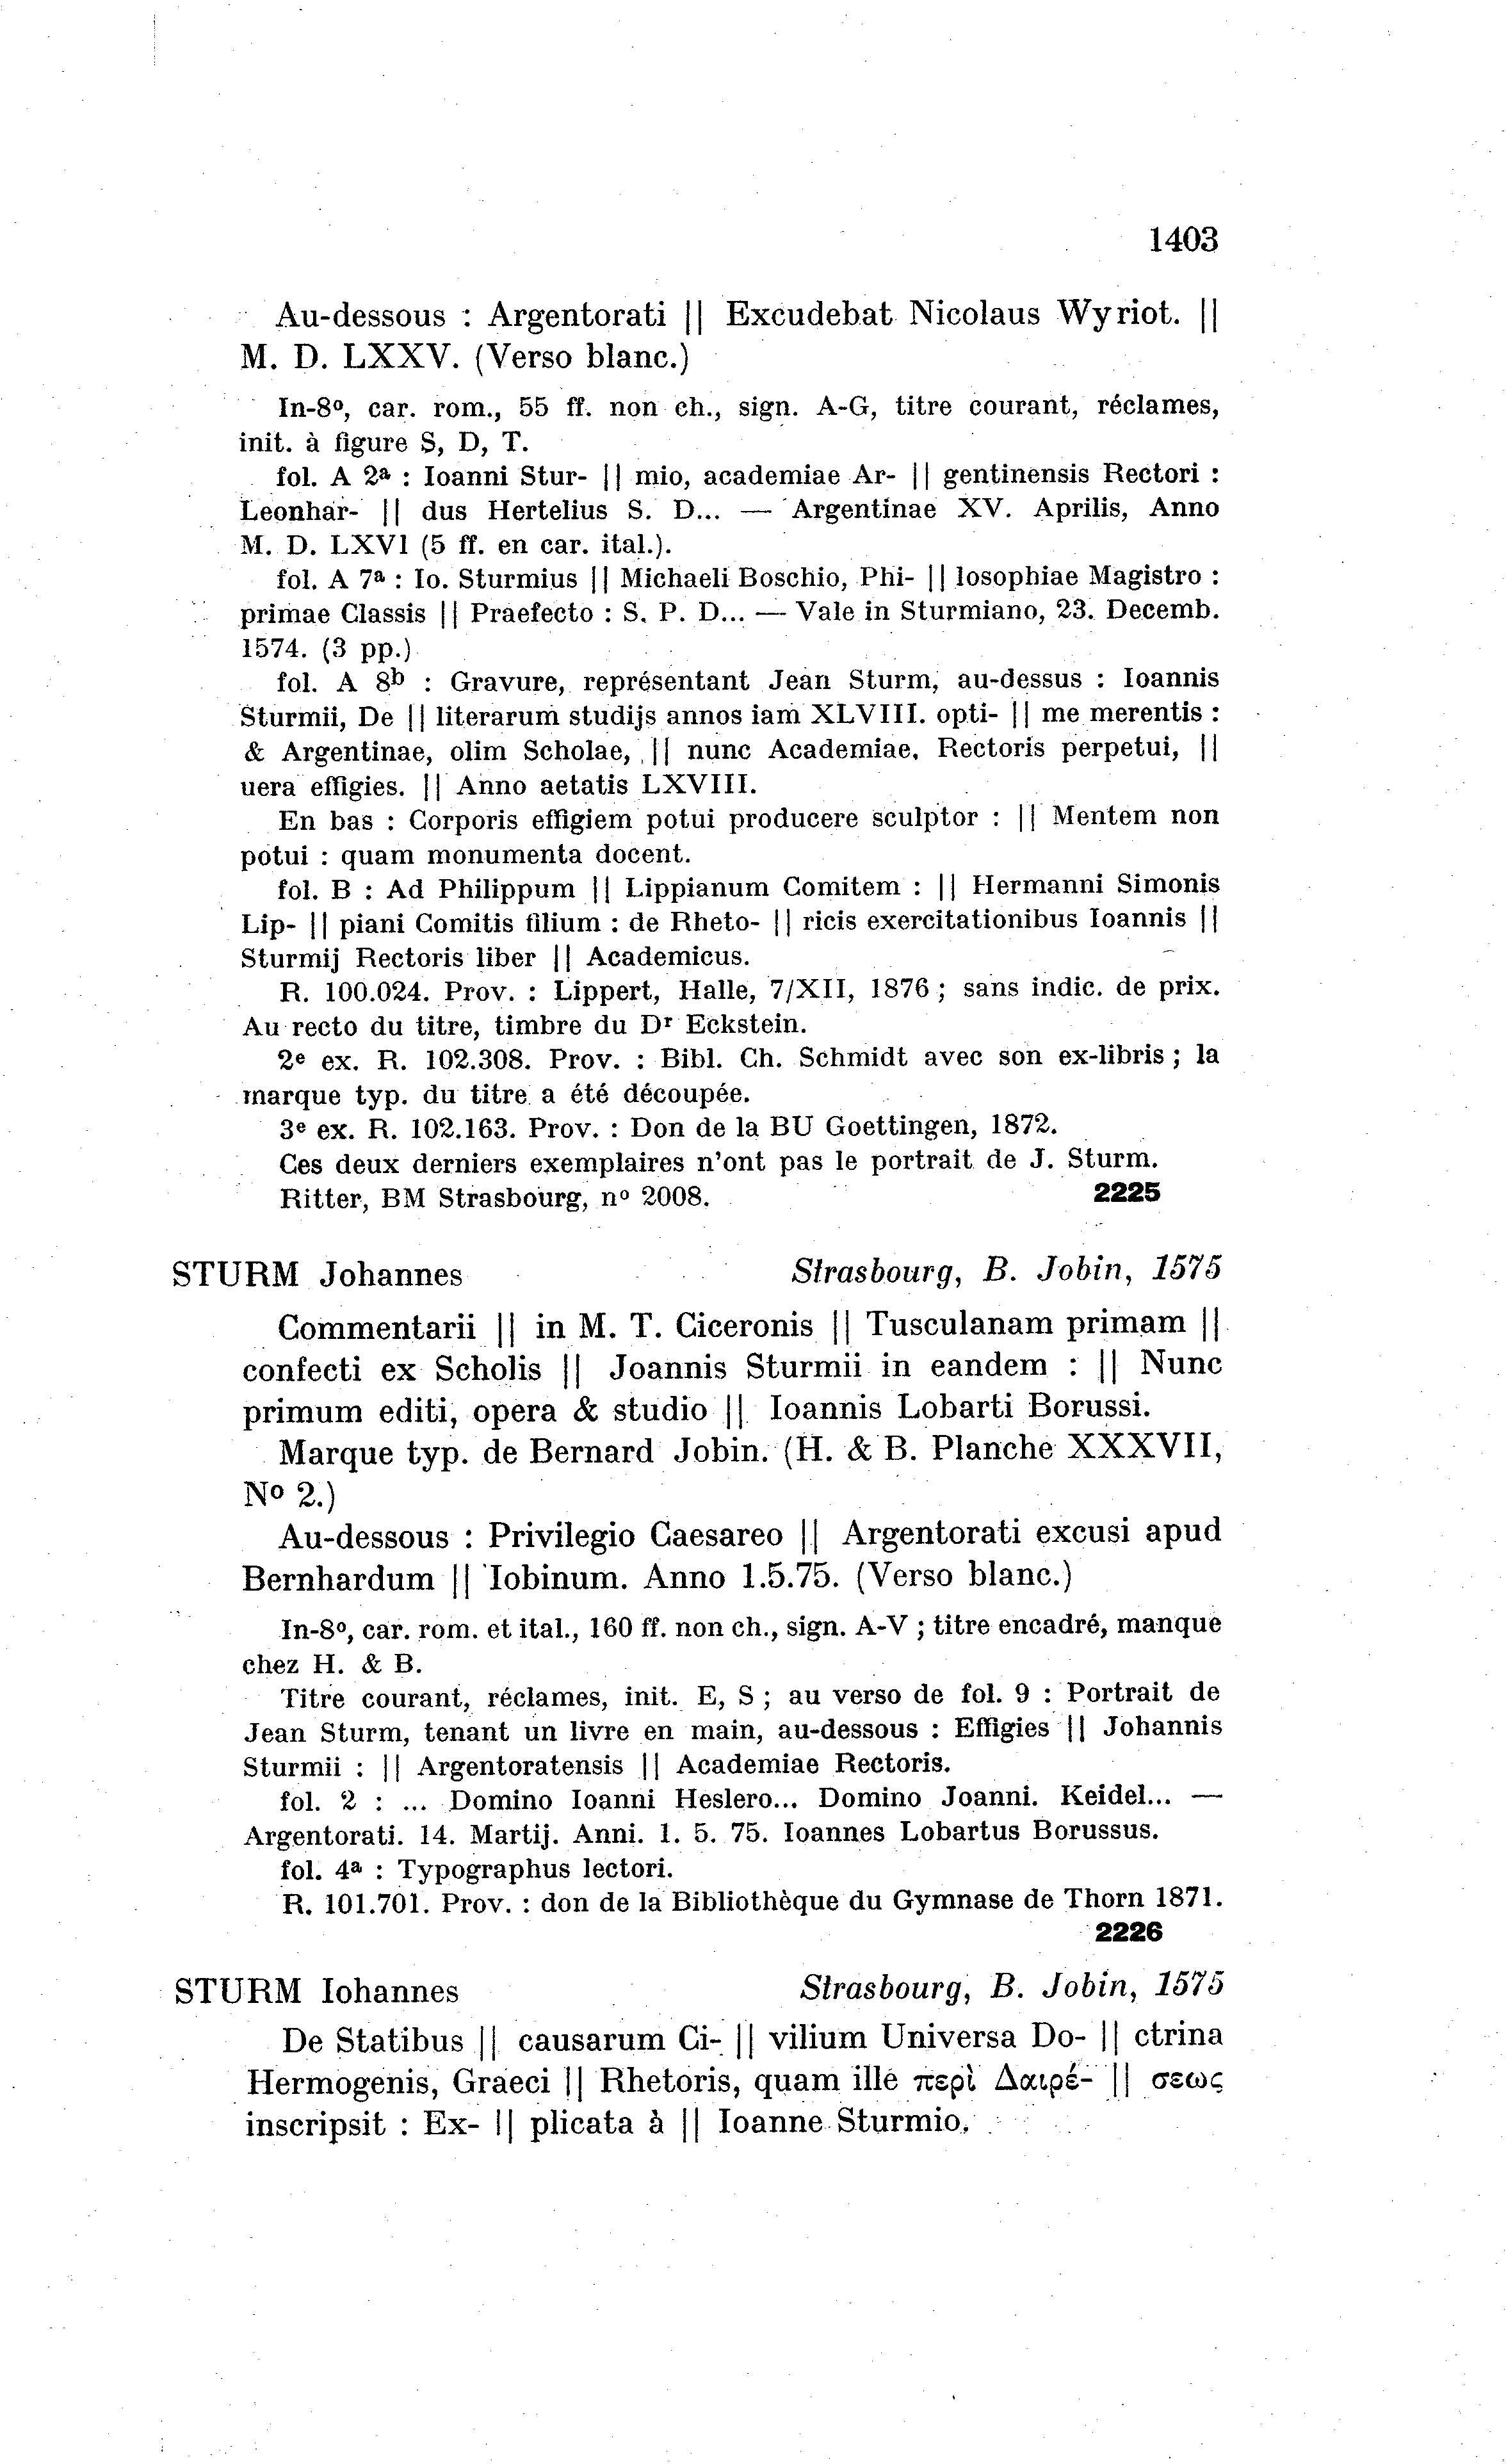 1403
Au-dessous : Argentorati || Excudebat Nicolaus Wyriot. ||
M. D. LXXV. (Verso blanc.)
In-8º, car. rom., 55 ff. non ch., sign. A-G, titre courant, réclames,
init. à figure S, D, T.
fol. A 2ª : Ioanni Stur- || mio, academiae Ar- || gentinensis Rectori :
Leonhar- || dus Hertelius S. D... — Argentinae XV. Aprilis, Anno
M. D. LXVI (5 ff. en car. ital.).
fol. A 7ª : Io. Sturmius || Michaeli Boschio, Phi- || losophiae Magistro :
primae Classis || Praefecto : S. P. D... — Vale in Sturmiano, 23. Decemb.
1574. (3 pp.)
fol. A 8ᵇ : Gravure, représentant Jean Sturm, au-dessus : Ioannis
Sturmii, De || literarum studijs annos iam XLVIII. opti- || me merentis :
& Argentinae, olim Scholae, || nunc Academiae, Rectoris perpetui, ||
uera effigies. || Anno aetatis LXVIII.
En bas : Corporis effigiem potui producere sculptor : || Mentem non
potui : quam monumenta docent.
fol. B : Ad Philippum || Lippianum Comitem : || Hermanni Simonis
Lip- || piani Comitis filium : de Rheto- || ricis exercitationibus Ioannis ||
Sturmij Rectoris liber || Academicus.
R. 100.024. Prov. : Lippert, Halle, 7/XII, 1876 ; sans indic. de prix.
Au recto du titre, timbre du Dʳ Eckstein.
2ᵉ ex. R. 102.308. Prov. : Bibl. Ch. Schmidt avec son ex-libris ; la
marque typ. du titre a été découpée.
3ᵉ ex. R. 102.163. Prov. : Don de la BU Goettingen, 1872.
Ces deux derniers exemplaires n'ont pas le portrait de J. Sturm.
Ritter, BM Strasbourg, nº 2008. 2225
STURM Johannes Strasbourg, B. Jobin, 1575
Commentarii || in M. T. Ciceronis || Tusculanam primam ||
confecti ex Scholis || Joannis Sturmii in eandem : || Nunc
primum editi, opera & studio || Ioannis Lobarti Borussi.
Marque typ. de Bernard Jobin. (H. & B. Planche XXXVII,
Nº 2.)
Au-dessous : Privilegio Caesareo || Argentorati excusi apud
Bernhardum || Iobinum. Anno 1.5.75. (Verso blanc.)
In-8º, car. rom. et ital., 160 ff. non ch., sign. A-V ; titre encadré, manque
chez H. & B.
Titre courant, réclames, init. E, S ; au verso de fol. 9 : Portrait de
Jean Sturm, tenant un livre en main, au-dessous : Effigies || Johannis
Sturmii : || Argentoratensis || Academiae Rectoris.
fol. 2 : ... Domino Ioanni Heslero... Domino Joanni. Keidel... —
Argentorati. 14. Martij. Anni. 1. 5. 75. Ioannes Lobartus Borussus.
fol. 4ª : Typographus lectori.
R. 101.701. Prov. : don de la Bibliothèque du Gymnase de Thorn 1871.
2226
STURM Iohannes Strasbourg, B. Jobin, 1575
De Statibus || causarum Ci- || vilium Universa Do- || ctrina
Hermogenis, Graeci || Rhetoris, quam ille περὶ Δαιρέ- || σεως
inscripsit : Ex- || plicata à || Ioanne Sturmio.